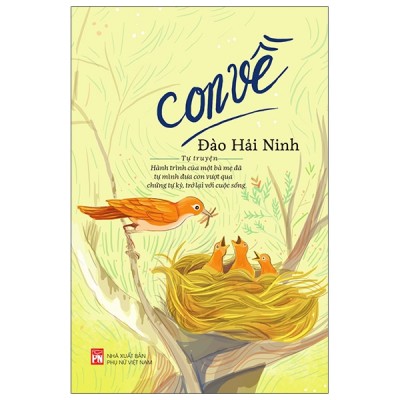 con về
Đào Hải Ninh
Tự truyện
Hành trình của một bà mẹ đã
tự mình đưa con vượt qua
chứng tự kỷ, trở lại với cuộc sống
PN
NHÀ XUẤT BẢN
PHỤ NỮ VIỆT NAM